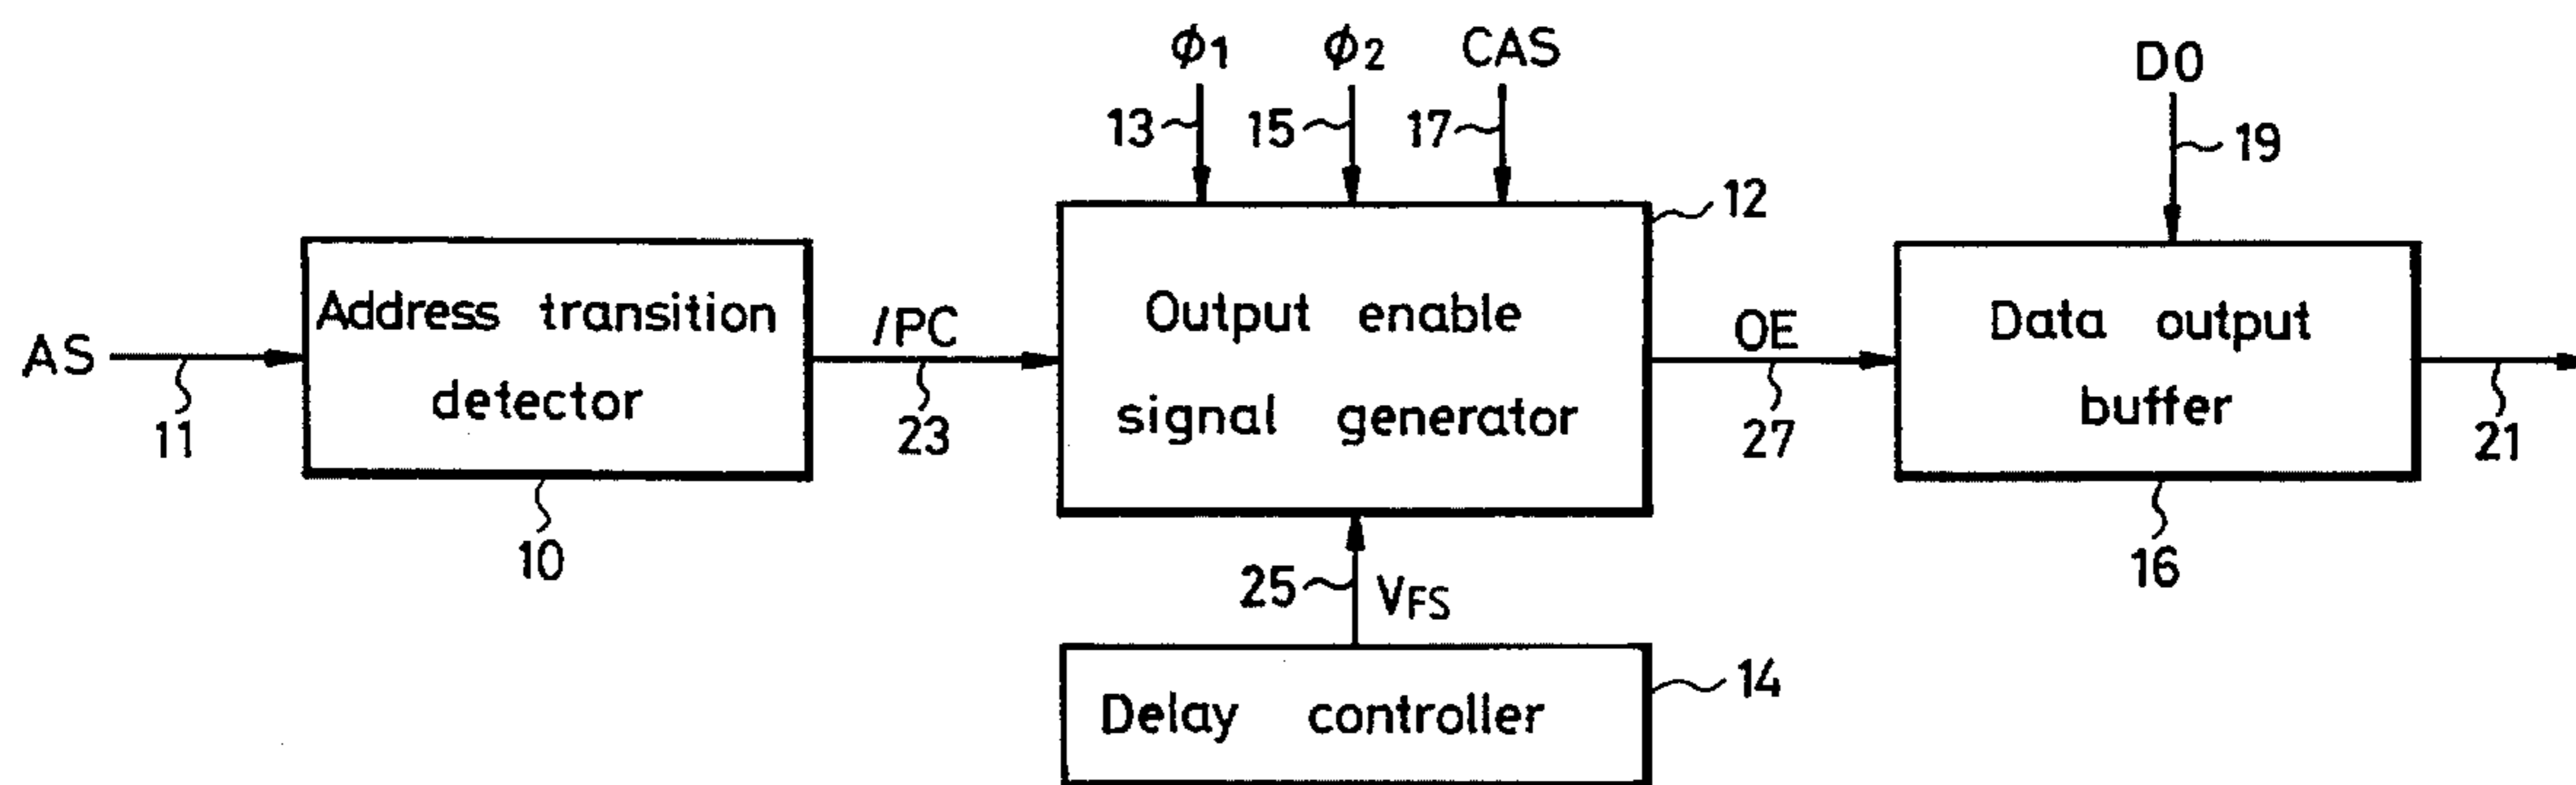 ϕ1 ϕ2 CAS D0
13 15 17 19
12
Address transition
detector
Output enable
signal generator
Data output
buffer
AS /PC OE
11 23 27 21
10 16
25 VFS
14
Delay controller